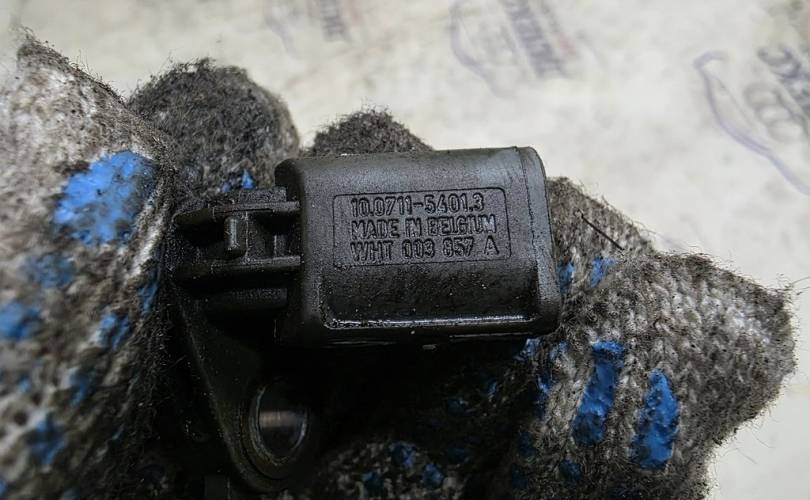 10.0711-5401.3
MADE IN BELGIUM
WHT 003 857 A